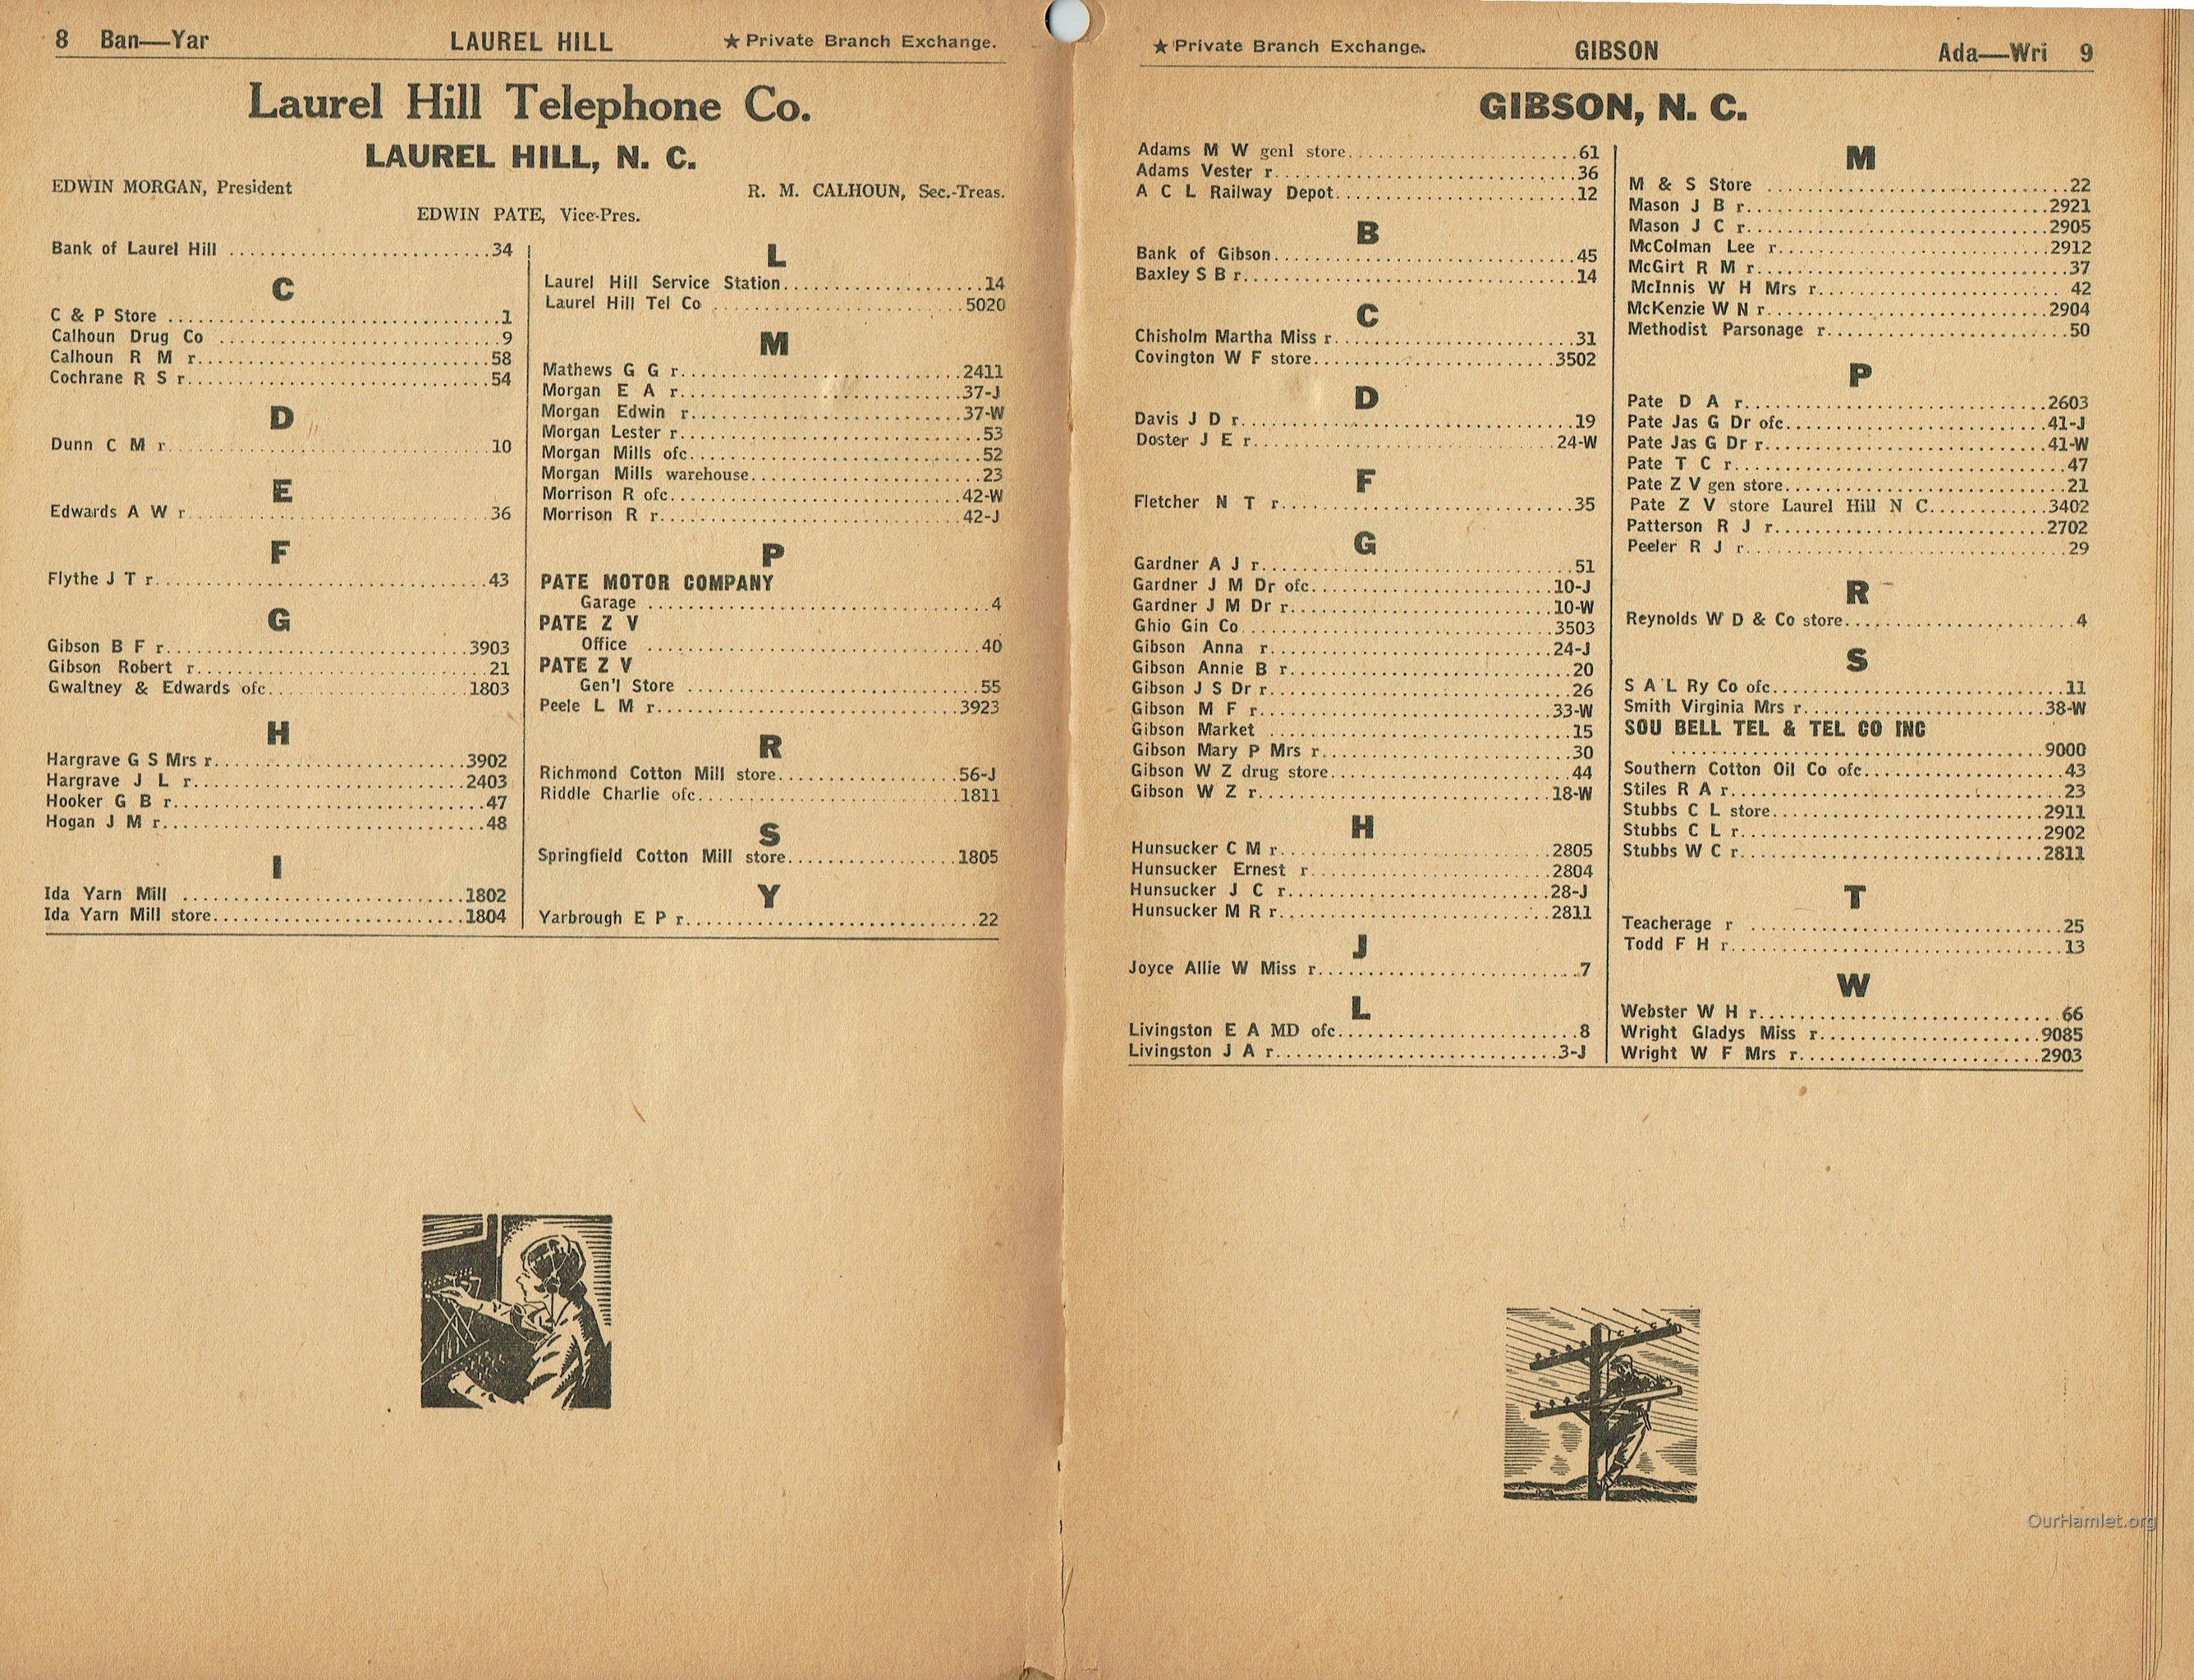 8 Ban—Yar LAUREL HILL ★ Private Branch Exchange.
Laurel Hill Telephone Co.
LAUREL HILL, N. C.
EDWIN MORGAN, President R. M. CALHOUN, Sec.-Treas.
EDWIN PATE, Vice-Pres.
Bank of Laurel Hill ..........34
C
C & P Store ..........1
Calhoun Drug Co ..........9
Calhoun R M r..........58
Cochrane R S r..........54
D
Dunn C M r..........10
E
Edwards A W r..........36
F
Flythe J T r..........43
G
Gibson B F r..........3903
Gibson Robert r..........21
Gwaltney & Edwards ofc..........1803
H
Hargrave G S Mrs r..........3902
Hargrave J L r..........2403
Hooker G B r..........47
Hogan J M r..........48
I
Ida Yarn Mill ..........1802
Ida Yarn Mill store..........1804
L
Laurel Hill Service Station..........14
Laurel Hill Tel Co ..........5020
M
Mathews G G r..........2411
Morgan E A r..........37-J
Morgan Edwin r..........37-W
Morgan Lester r..........53
Morgan Mills ofc..........52
Morgan Mills warehouse..........23
Morrison R ofc..........42-W
Morrison R r..........42-J
P
PATE MOTOR COMPANY
Garage ..........4
PATE Z V
Office ..........40
PATE Z V
Gen'l Store ..........55
Peele L M r..........3923
R
Richmond Cotton Mill store..........56-J
Riddle Charlie ofc..........1811
S
Springfield Cotton Mill store..........1805
Y
Yarbrough E P r..........22
★ Private Branch Exchange. GIBSON Ada—Wri 9
GIBSON, N. C.
Adams M W genl store..........61
Adams Vester r..........36
A C L Railway Depot..........12
B
Bank of Gibson..........45
Baxley S B r..........14
C
Chisholm Martha Miss r..........31
Covington W F store..........3502
D
Davis J D r..........19
Doster J E r..........24-W
F
Fletcher N T r..........35
G
Gardner A J r..........51
Gardner J M Dr ofc..........10-J
Gardner J M Dr r..........10-W
Ghio Gin Co..........3503
Gibson Anna r..........24-J
Gibson Annie B r..........20
Gibson J S Dr r..........26
Gibson M F r..........33-W
Gibson Market ..........15
Gibson Mary P Mrs r..........30
Gibson W Z drug store..........44
Gibson W Z r..........18-W
H
Hunsucker C M r..........2805
Hunsucker Ernest r..........2804
Hunsucker J C r..........28-J
Hunsucker M R r..........2811
J
Joyce Allie W Miss r..........7
L
Livingston E A MD ofc..........8
Livingston J A r..........3-J
M
M & S Store ..........22
Mason J B r..........2921
Mason J C r..........2905
McColman Lee r..........2912
McGirt R M r..........37
McInnis W H Mrs r..........42
McKenzie W N r..........2904
Methodist Parsonage r..........50
P
Pate D A r..........2603
Pate Jas G Dr ofc..........41-J
Pate Jas G Dr r..........41-W
Pate T C r..........47
Pate Z V gen store..........21
Pate Z V store Laurel Hill N C..........3402
Patterson R J r..........2702
Peeler R J r..........29
R
Reynolds W D & Co store..........4
S
S A L Ry Co ofc..........11
Smith Virginia Mrs r..........38-W
SOU BELL TEL & TEL CO INC
..........9000
Southern Cotton Oil Co ofc..........43
Stiles R A r..........23
Stubbs C L store..........2911
Stubbs C L r..........2902
Stubbs W C r..........2811
T
Teacherage r ..........25
Todd F H r..........13
W
Webster W H r..........66
Wright Gladys Miss r..........9085
Wright W F Mrs r..........2903
OurHamlet.org